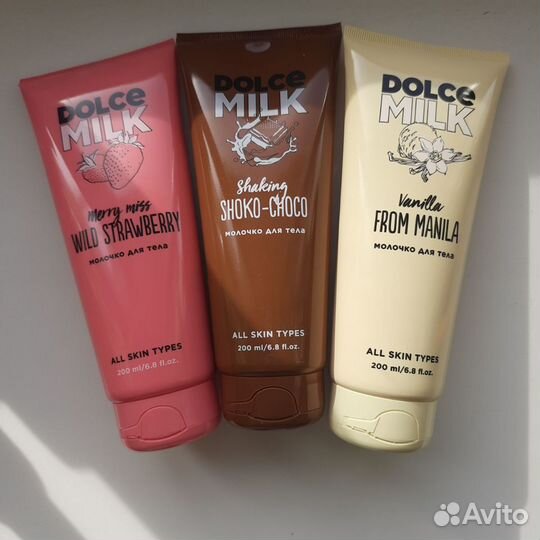 DOLCE
MILK
Merry miss
WILD STRAWBERRY
МОЛОЧКО ДЛЯ ТЕЛА
ALL SKIN TYPES
200 ml/6.8 fl.oz.
DOLCE
MILK
Shaking
SHOKO-CHOCO
МОЛОЧКО ДЛЯ ТЕЛА
ALL SKIN TYPES
200 ml/6.8 fl.oz.
DOLCE
MILK
Vanilla
FROM MANILA
МОЛОЧКО ДЛЯ ТЕЛА
ALL SKIN TYPES
200 ml/6.8 fl.oz.
Avito